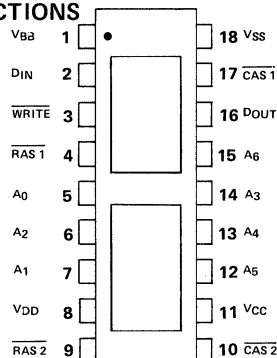 CTIONS
VBB 1 18 VSS
DIN 2 17 CAS 1
WRITE 3 16 DOUT
RAS 1 4 15 A6
A0 5 14 A3
A2 6 13 A4
A1 7 12 A5
VDD 8 11 VCC
RAS 2 9 10 CAS 2